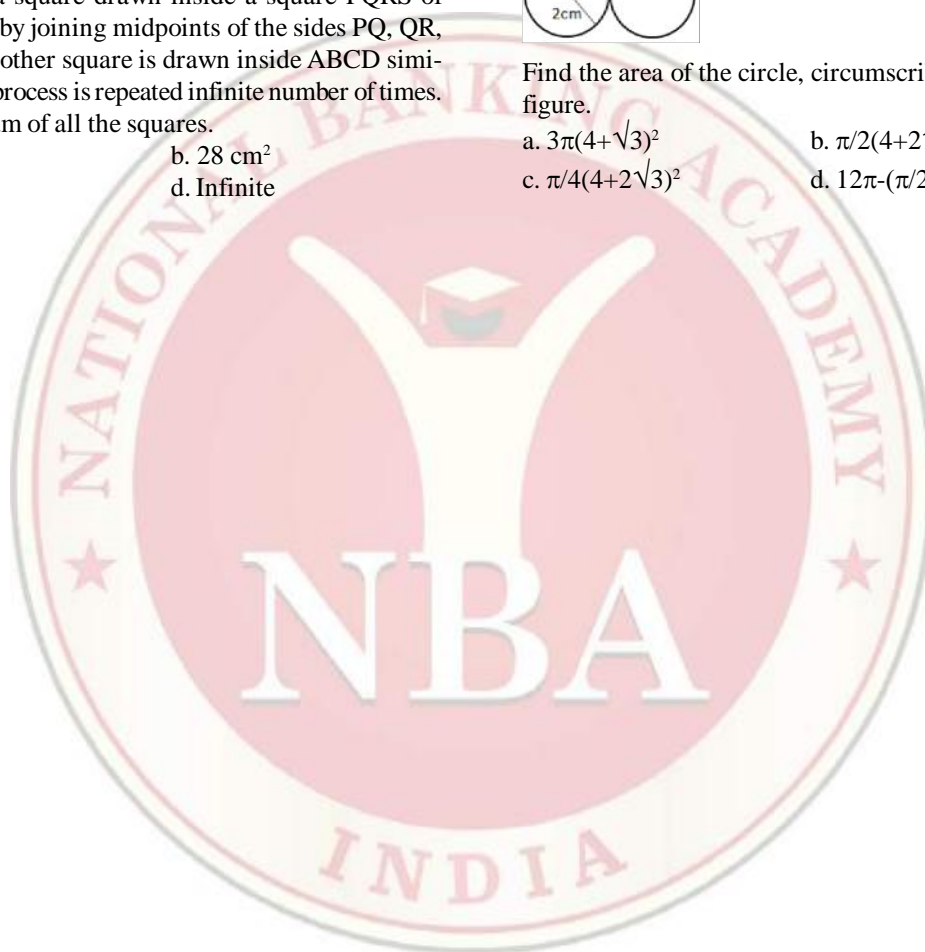 a square drawn inside a square PQRS of
by joining midpoints of the sides PQ, QR,
other square is drawn inside ABCD simi-
process is repeated infinite number of times.
um of all the squares.
b. 28 cm²
d. Infinite
2cm
Find the area of the circle, circumscri
figure.
a. 3π(4+√3)²
b. π/2(4+2
c. π/4(4+2√3)²
d. 12π-(π/2
NATIONAL BANKING ACADEMY
NBA
INDIA